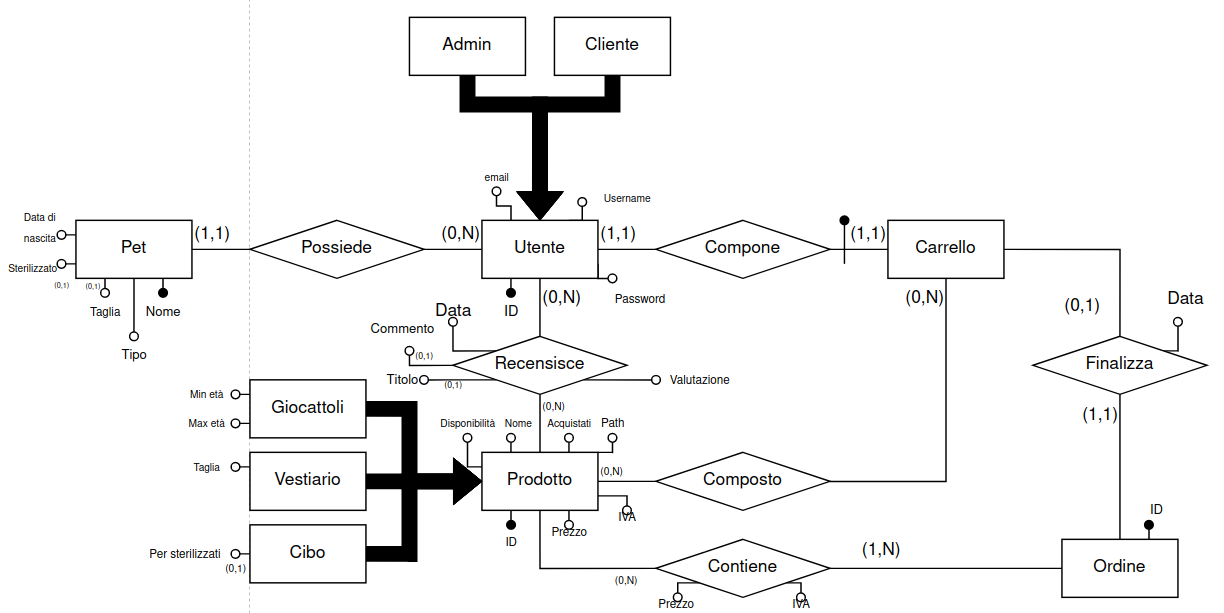 Admin
Cliente
email
Username
Data di
nascita
Pet
(1,1)
Possiede
(0,N)
Utente
(1,1)
Compone
(1,1)
Carrello
Sterilizzato
(0,1)
(0,1)
Taglia
Nome
Tipo
ID
(0,N)
Password
(0,N)
(0,1)
Data
Data
Commento
(0,1)
Recensisce
Finalizza
Titolo
(0,1)
Valutazione
Min età
Giocattoli
Max età
(0,N)
(1,1)
Disponibilità
Nome
Acquistati
Path
Taglia
Vestiario
Prodotto
(0,N)
Composto
IVA
ID
Prezzo
ID
Per sterilizzati
(0,1)
Cibo
(0,N)
Contiene
(1,N)
Ordine
Prezzo
IVA